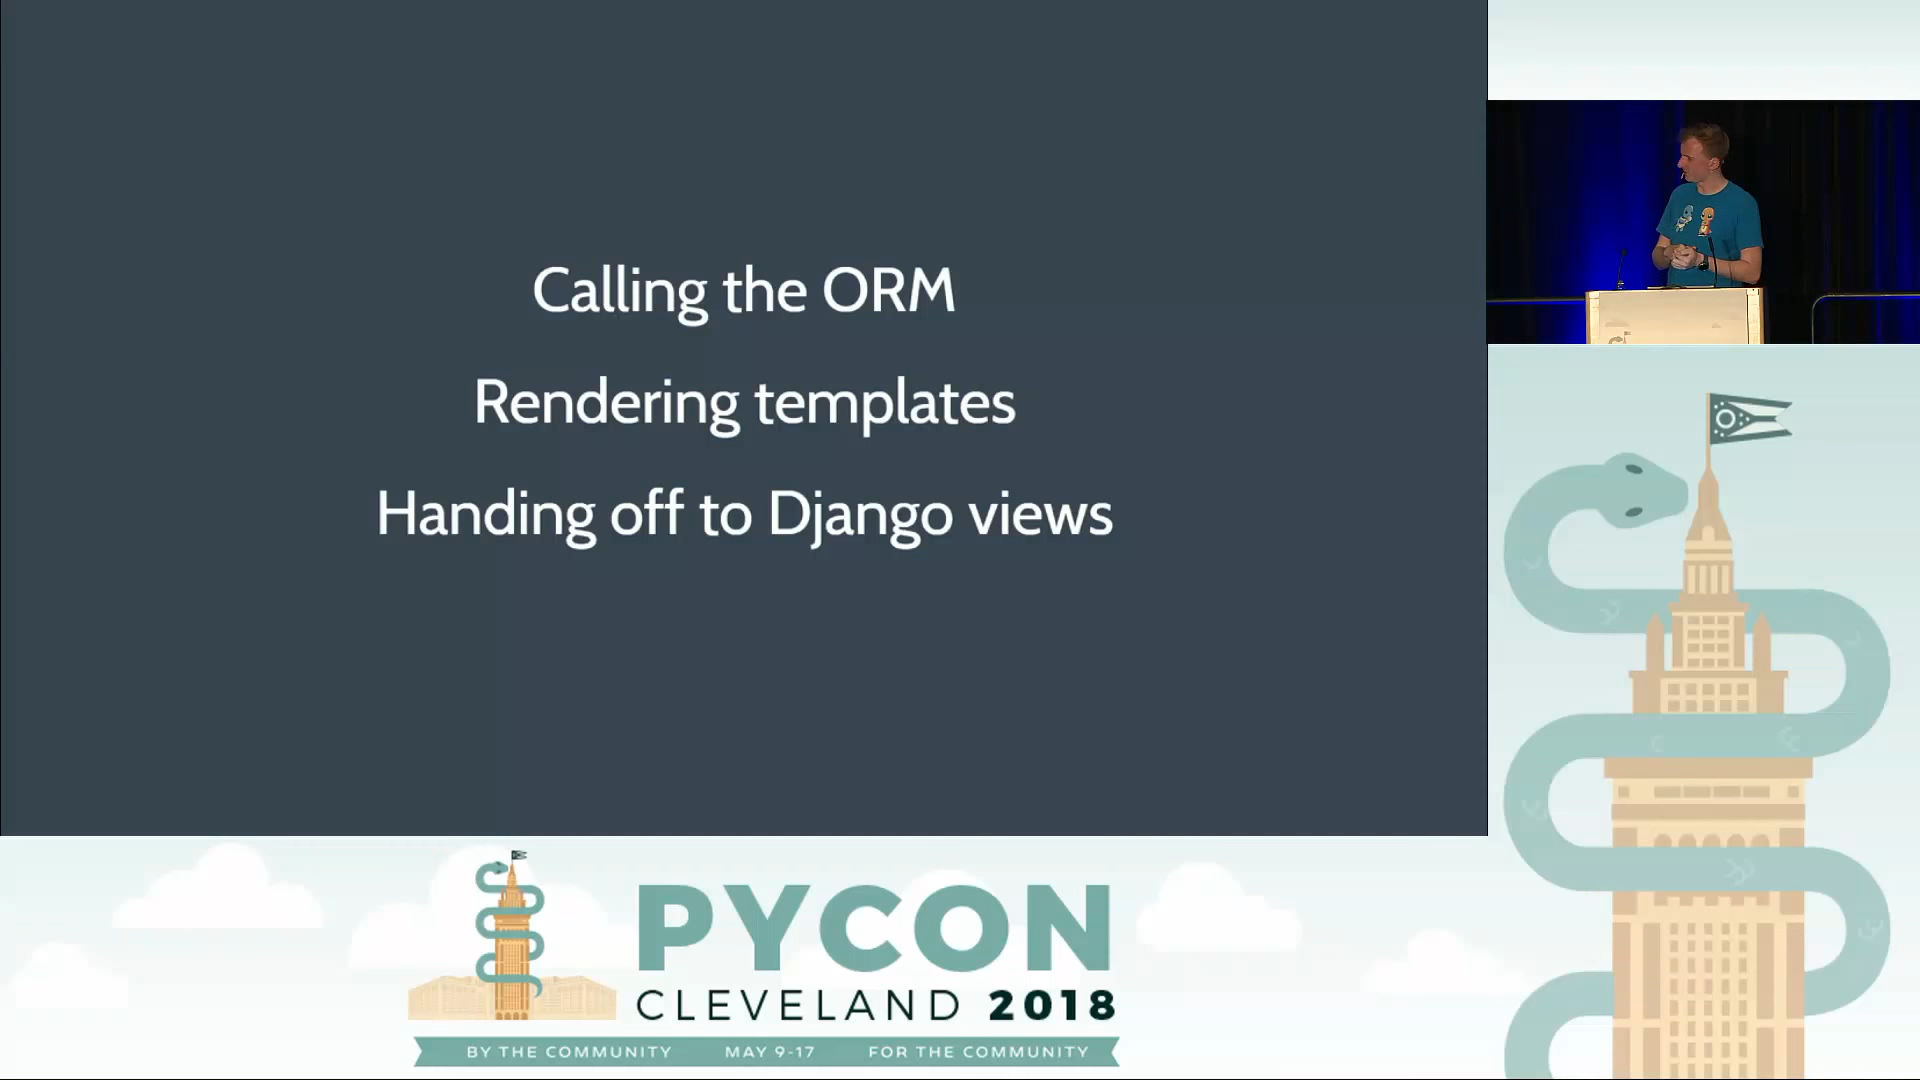 Calling the ORM
Rendering templates
Handing off to Django views
PYCON
CLEVELAND 2018
BY THE COMMUNITY MAY 9-17 FOR THE COMMUNITY